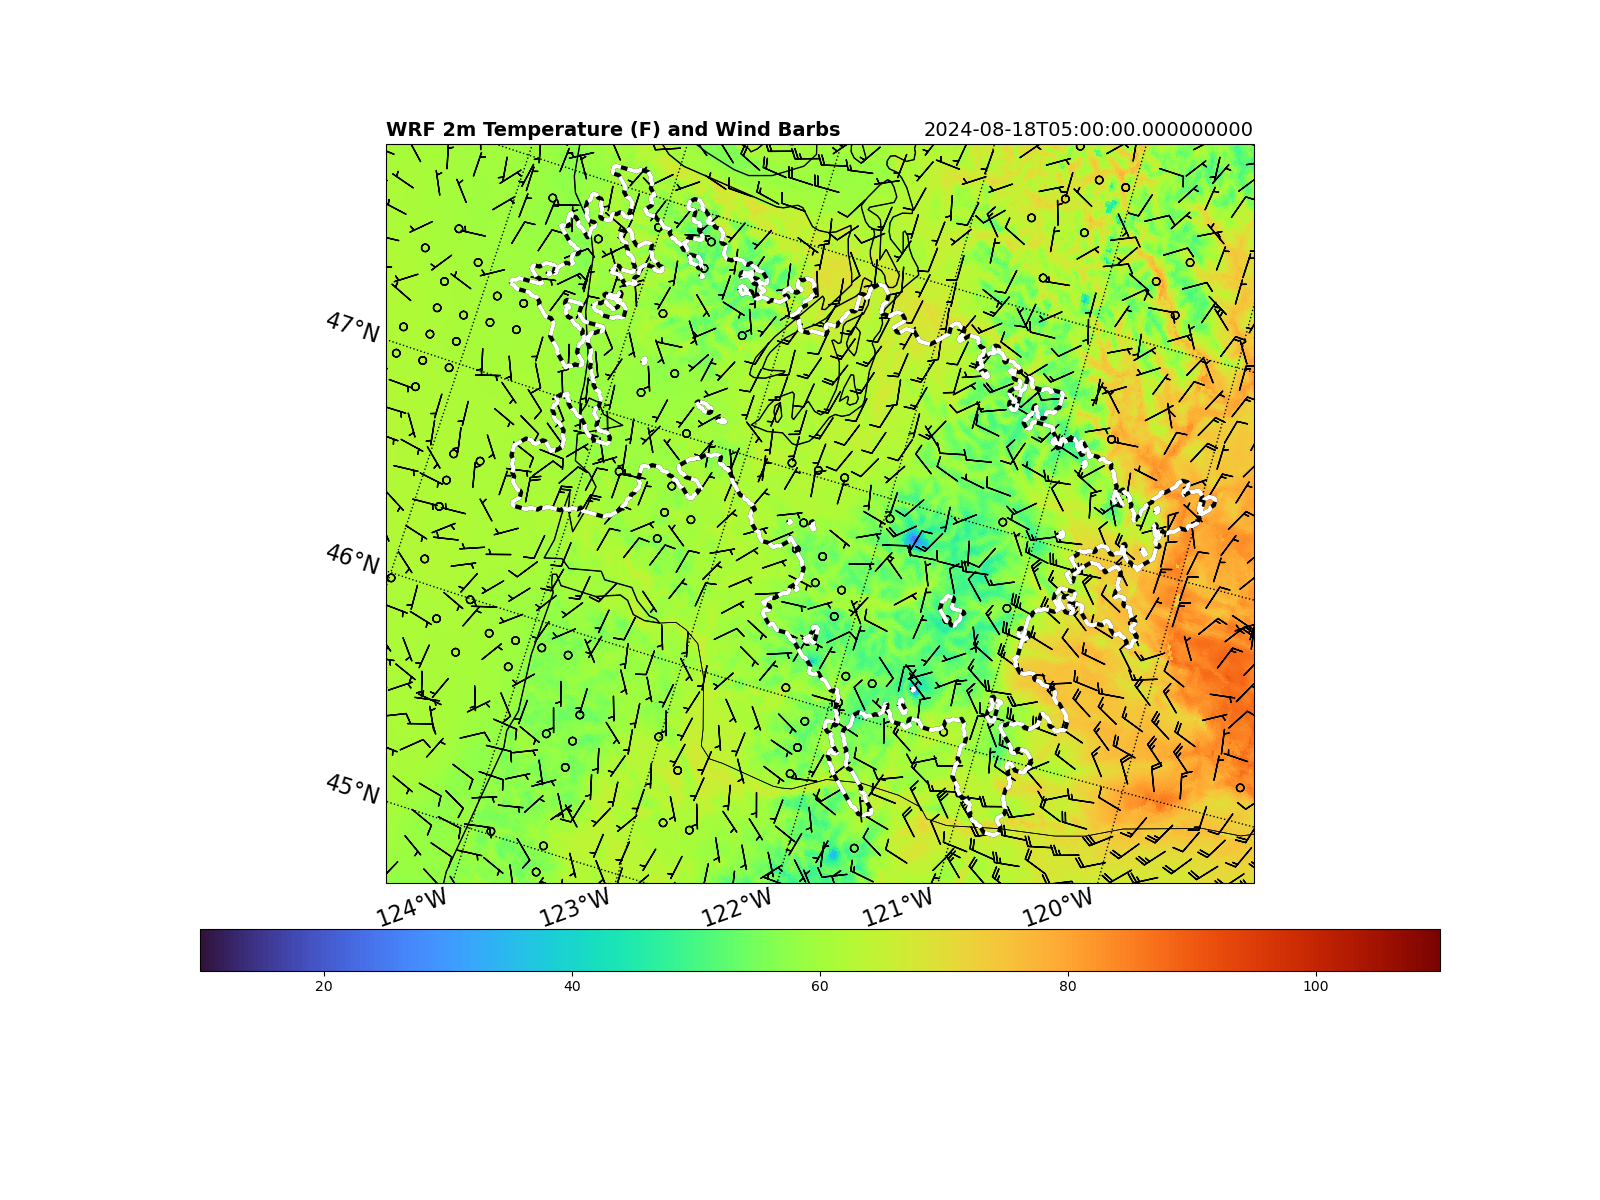 WRF 2m Temperature (F) and Wind Barbs 2024-08-18T05:00:00.000000000
47°N
46°N
45°N
124°W 123°W 122°W 121°W 120°W
20 40 60 80 100